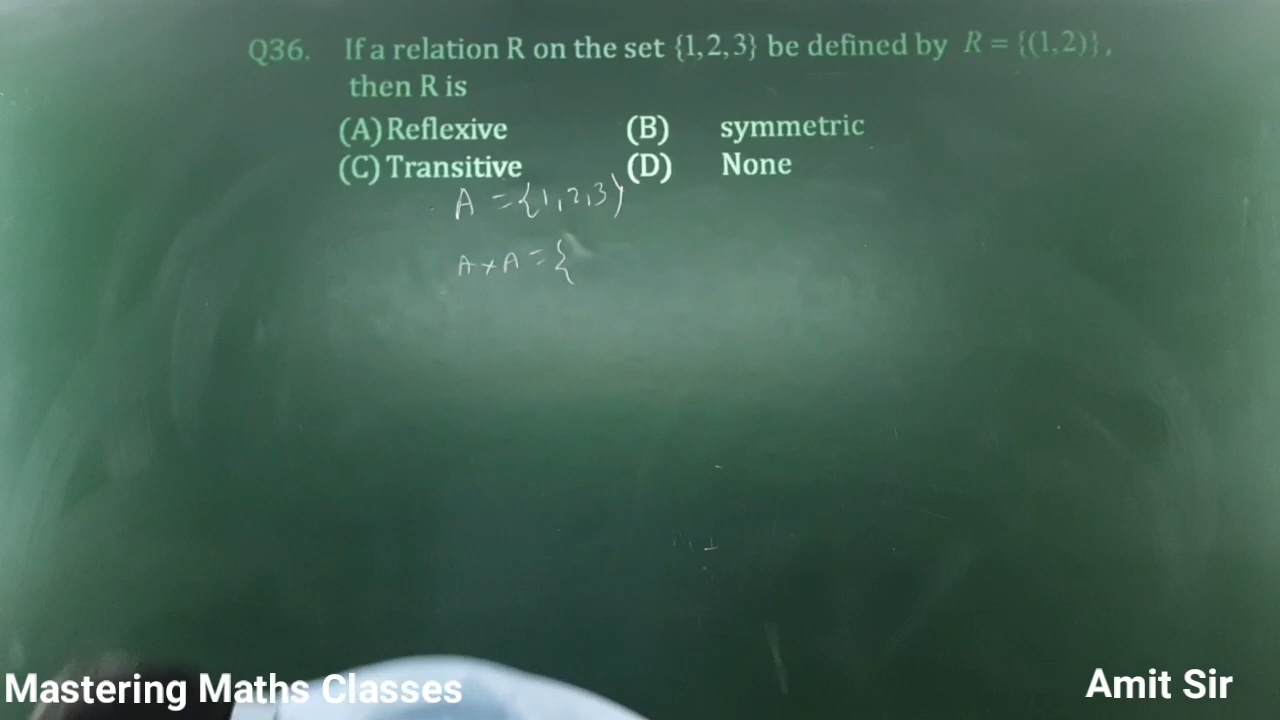 Q36. If a relation R on the set {1,2,3} be defined by R = {(1,2)},
then R is
(A) Reflexive (B) symmetric
(C) Transitive (D) None
A = {1,2,3}
A×A = {
Mastering Maths Classes
Amit Sir